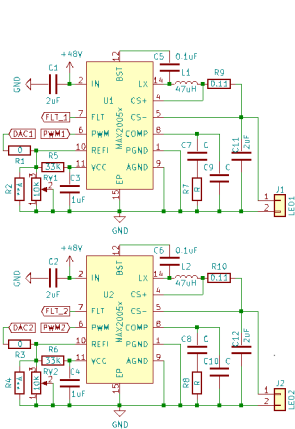 +48V
C5 0.1uF
C1
GND
2uF
12
BST
2 IN
LX 14
L1
47uH
R9
0.11
U1
MAX2005x
CS+ 4
CS- 5
FLT_1 7 FLT-
DAC1 PWM1 6 PWM
COMP 8
0 10 REFI
PGND 1
R1 R5
33K 11 VCC
AGND 9
R2 **A
RV1 10K
C3
1uF
EP
15
C7 C
R7 R
C9 C
C11
2uF
GND
J1
1
2
LED1
+48V
C6 0.1uF
C2
GND
2uF
12
BST
2 IN
LX 14
L2
47uH
R10
0.11
U2
MAX2005x
CS+ 4
CS- 5
FLT_2 7 FLT-
DAC2 PWM2 6 PWM
COMP 8
0 10 REFI
PGND 1
R3 R6
33K 11 VCC
AGND 9
R4 **A
RV2 10K
C4
1uF
EP
15
C8 C
R8 R
C10 C
C12
2uF
GND
J2
1
2
LED2